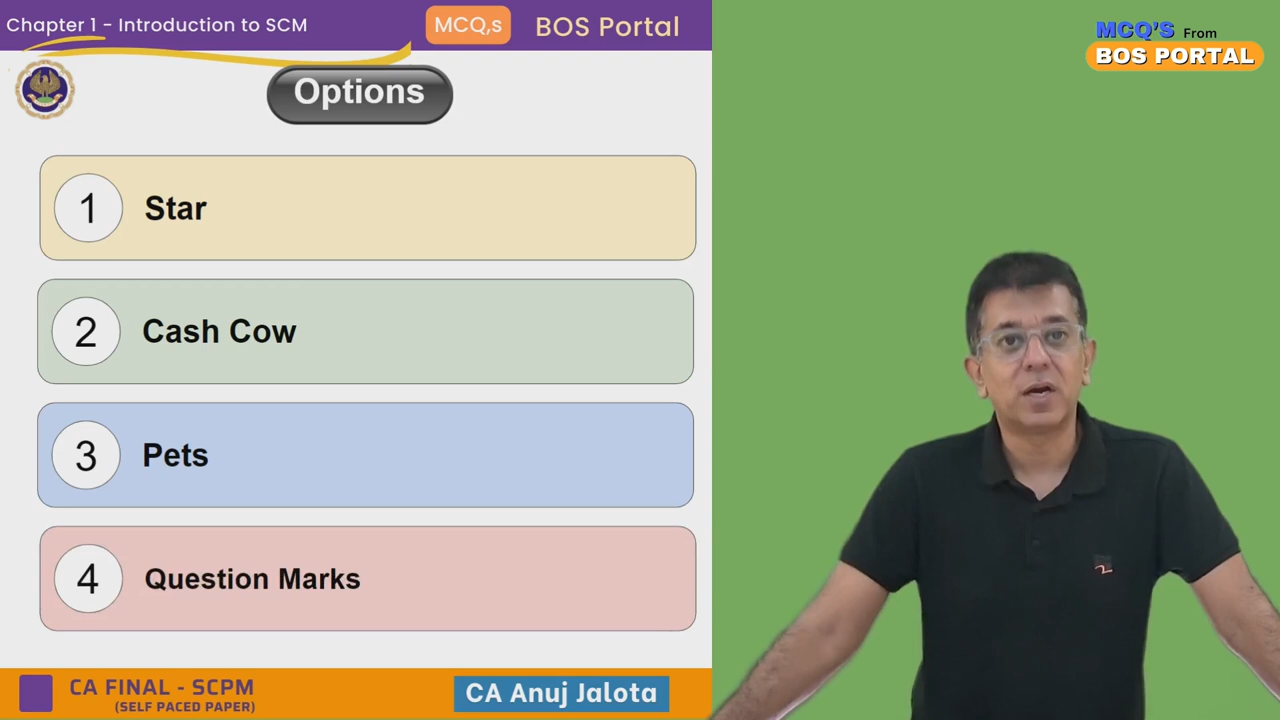 Chapter 1 - Introduction to SCM
MCQ,s
BOS Portal
MCQ'S From
BOS PORTAL
Options
1 Star
2 Cash Cow
3 Pets
4 Question Marks
CA FINAL - SCPM
(SELF PACED PAPER)
CA Anuj Jalota